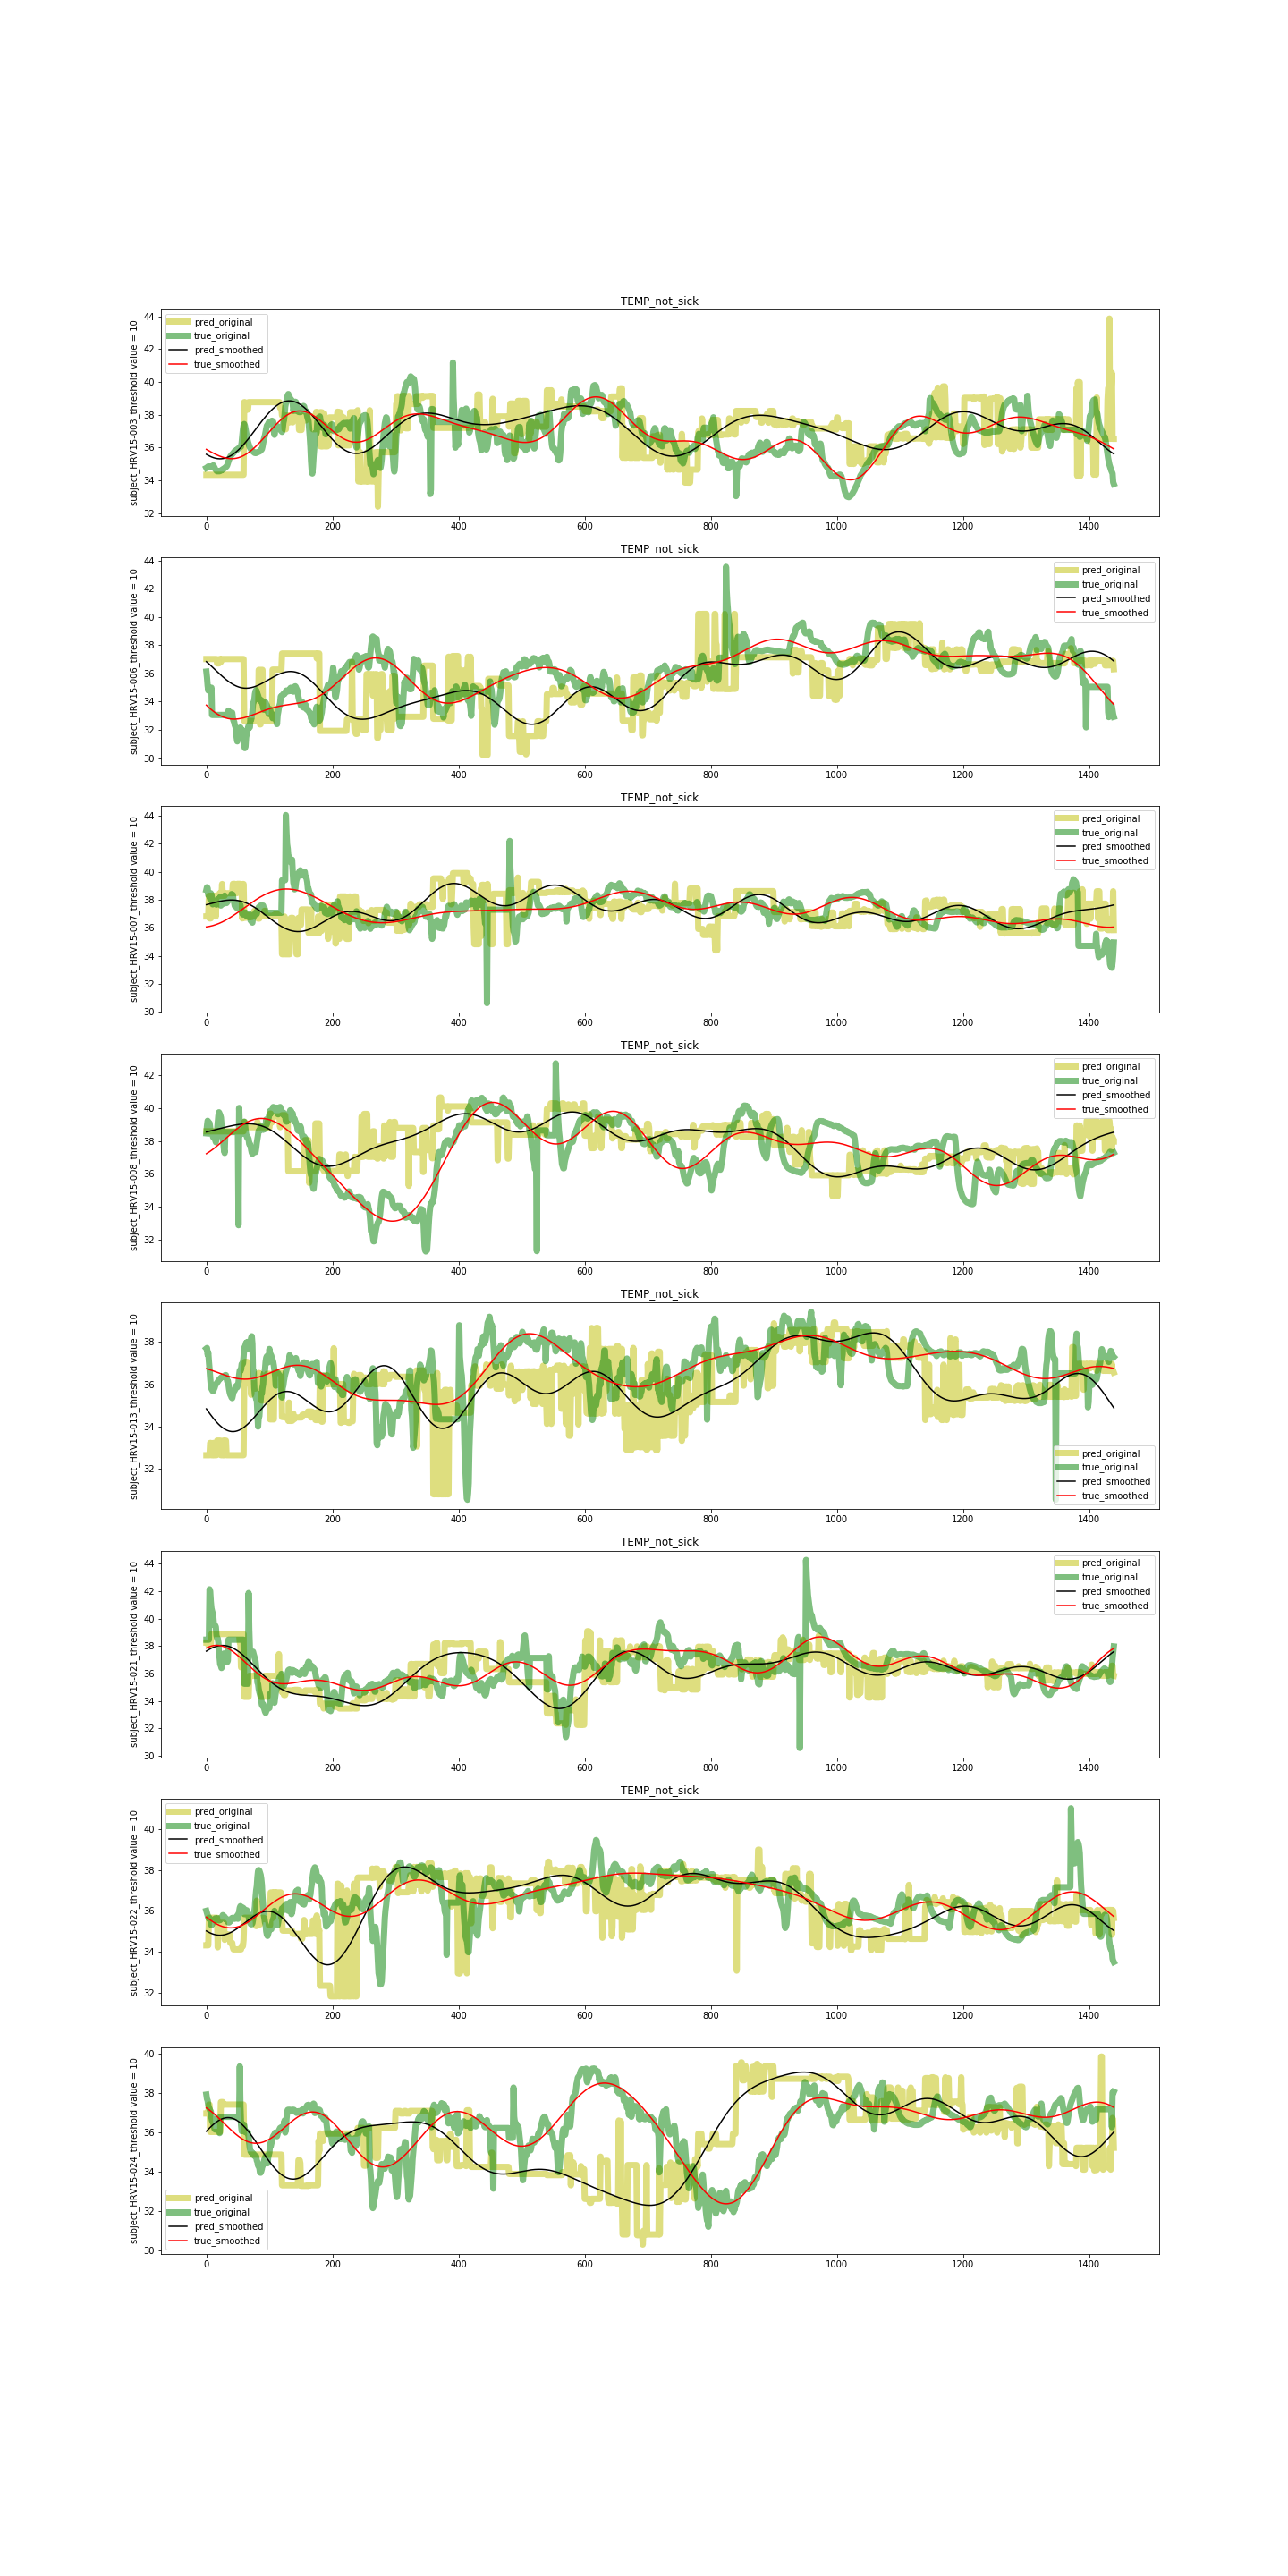 TEMP_not_sick
subject_HRV15-003_threshold value = 10
44
42
40
38
36
34
32
pred_original
true_original
pred_smoothed
true_smoothed
0 200 400 600 800 1000 1200 1400
TEMP_not_sick
subject_HRV15-006_threshold value = 10
44
42
40
38
36
34
32
30
pred_original
true_original
pred_smoothed
true_smoothed
0 200 400 600 800 1000 1200 1400
TEMP_not_sick
subject_HRV15-007_threshold value = 10
44
42
40
38
36
34
32
30
pred_original
true_original
pred_smoothed
true_smoothed
0 200 400 600 800 1000 1200 1400
TEMP_not_sick
subject_HRV15-008_threshold value = 10
42
40
38
36
34
32
pred_original
true_original
pred_smoothed
true_smoothed
0 200 400 600 800 1000 1200 1400
TEMP_not_sick
subject_HRV15-013_threshold value = 10
38
36
34
32
pred_original
true_original
pred_smoothed
true_smoothed
0 200 400 600 800 1000 1200 1400
TEMP_not_sick
subject_HRV15-021_threshold value = 10
44
42
40
38
36
34
32
30
pred_original
true_original
pred_smoothed
true_smoothed
0 200 400 600 800 1000 1200 1400
TEMP_not_sick
subject_HRV15-022_threshold value = 10
40
38
36
34
32
pred_original
true_original
pred_smoothed
true_smoothed
0 200 400 600 800 1000 1200 1400
subject_HRV15-024_threshold value = 10
40
38
36
34
32
30
pred_original
true_original
pred_smoothed
true_smoothed
0 200 400 600 800 1000 1200 1400